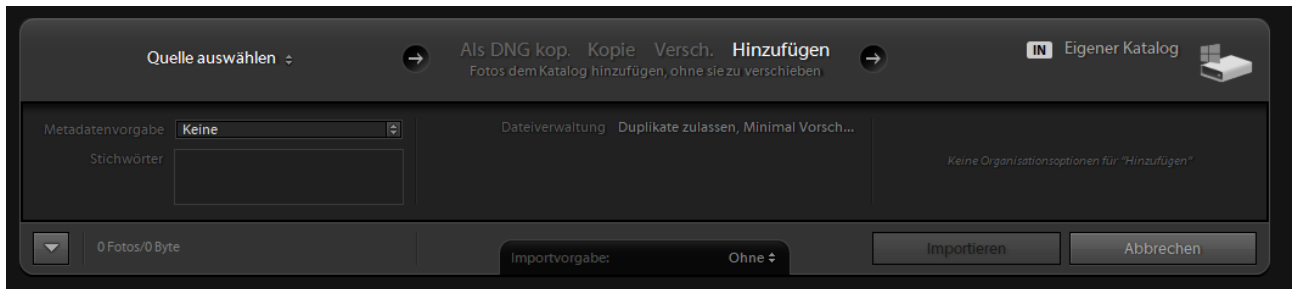 Quelle auswählen
Als DNG kop. Kopie Versch. Hinzufügen
Fotos dem Katalog hinzufügen, ohne sie zu verschieben
IN Eigener Katalog
Metadatenvorgabe Keine
Stichwörter
Dateiverwaltung Duplikate zulassen, Minimal Vorsch...
Keine Organisationsoptionen für "Hinzufügen"
0 Fotos/0 Byte
Importvorgabe: Ohne
Importieren
Abbrechen